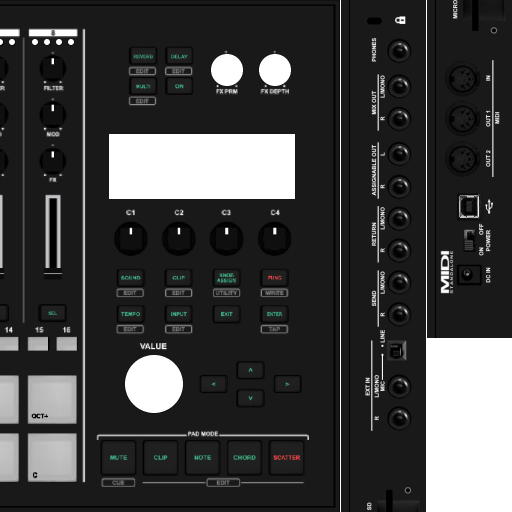 8
REVERB
DELAY
EDIT
EDIT
MULTI
ON
EDIT
FX PRM
FX DEPTH
FILTER
MOD
FX
C1
C2
C3
C4
SOUND
CLIP
KNOB ASSIGN
FUNC
EDIT
EDIT
UTILITY
WRITE
TEMPO
INPUT
EXIT
ENTER
EDIT
EDIT
TAP
SEL
14
15
16
VALUE
OCT+
C
PAD MODE
MUTE
CLIP
NOTE
CHORD
SCATTER
CUE
EDIT
PHONES
MIX OUT
L/MONO
R
ASSIGNABLE OUT
L
R
RETURN
L/MONO
R
SEND
L/MONO
R
EXT IN
LINE
MIC
L/MONO
R
SD
MICRO
MIDI
IN
OUT 1
OUT 2
OFF
ON
POWER
DC IN
MIDI
STANDALONE